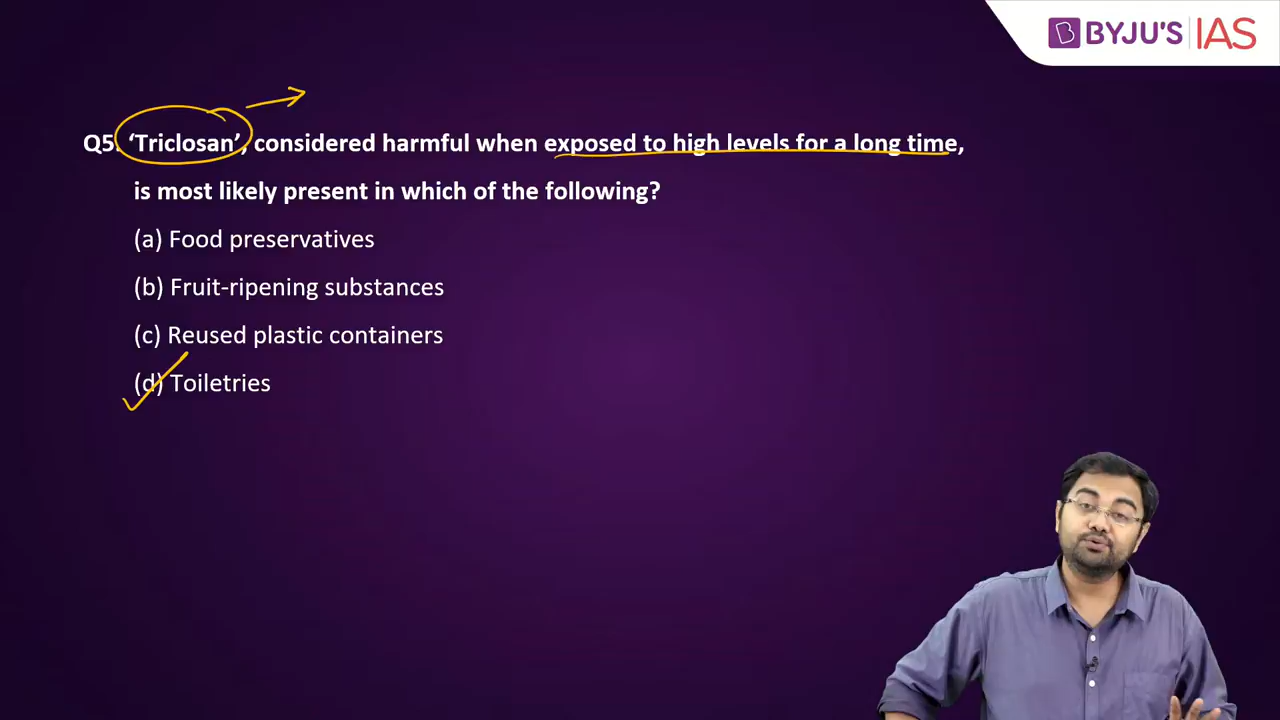 BYJU'S IAS
Q5. ‘Triclosan’, considered harmful when exposed to high levels for a long time,
is most likely present in which of the following?
(a) Food preservatives
(b) Fruit-ripening substances
(c) Reused plastic containers
(d) Toiletries